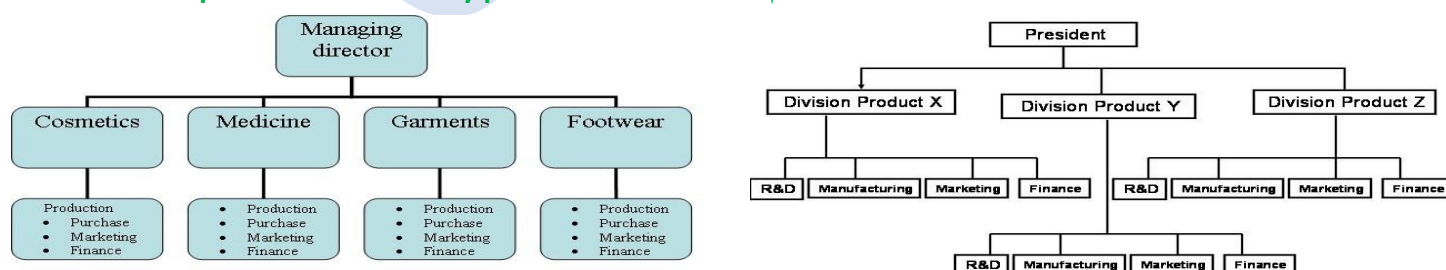 Managing
director
Cosmetics
Medicine
Garments
Footwear
Production
• Purchase
• Marketing
• Finance
• Production
• Purchase
• Marketing
• Finance
• Production
• Purchase
• Marketing
• Finance
• Production
• Purchase
• Marketing
• Finance
President
Division Product X
Division Product Y
Division Product Z
R&D
Manufacturing
Marketing
Finance
R&D
Manufacturing
Marketing
Finance
R&D
Manufacturing
Marketing
Finance